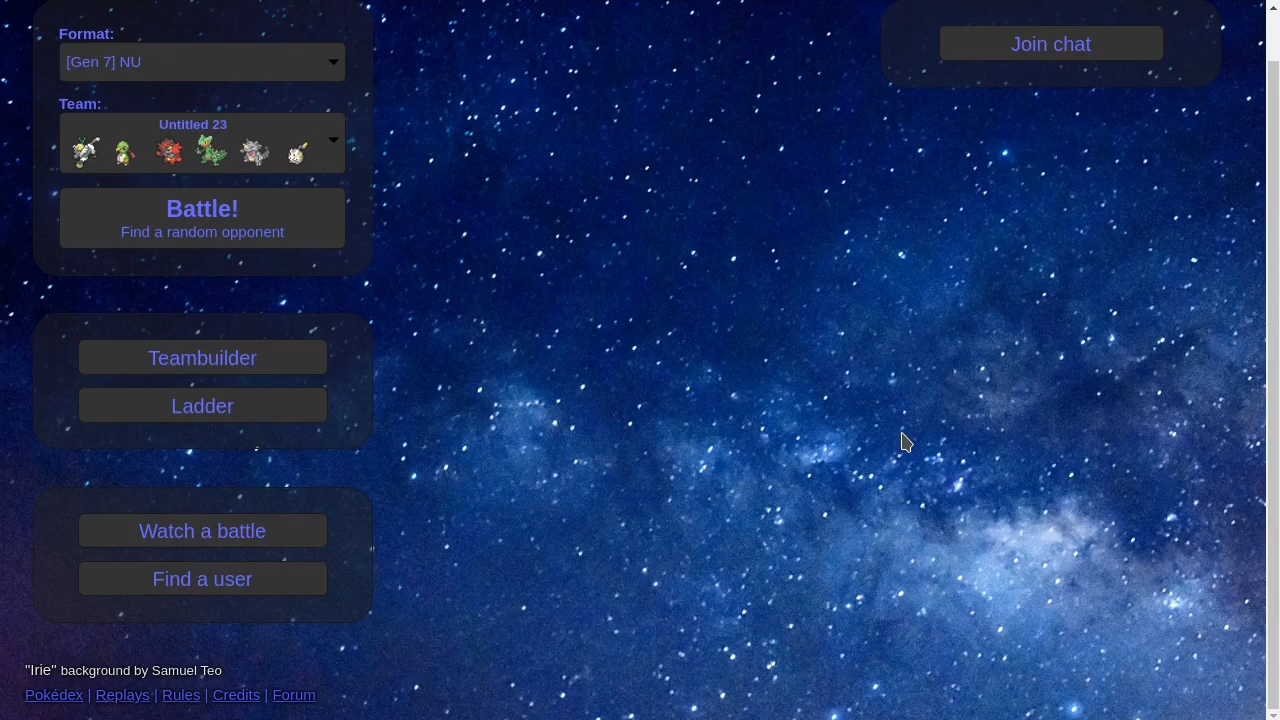 Format:
[Gen 7] NU
Team:
Untitled 23
Battle!
Find a random opponent
Teambuilder
Ladder
Watch a battle
Find a user
"Irie" background by Samuel Teo
Pokédex | Replays | Rules | Credits | Forum
Join chat